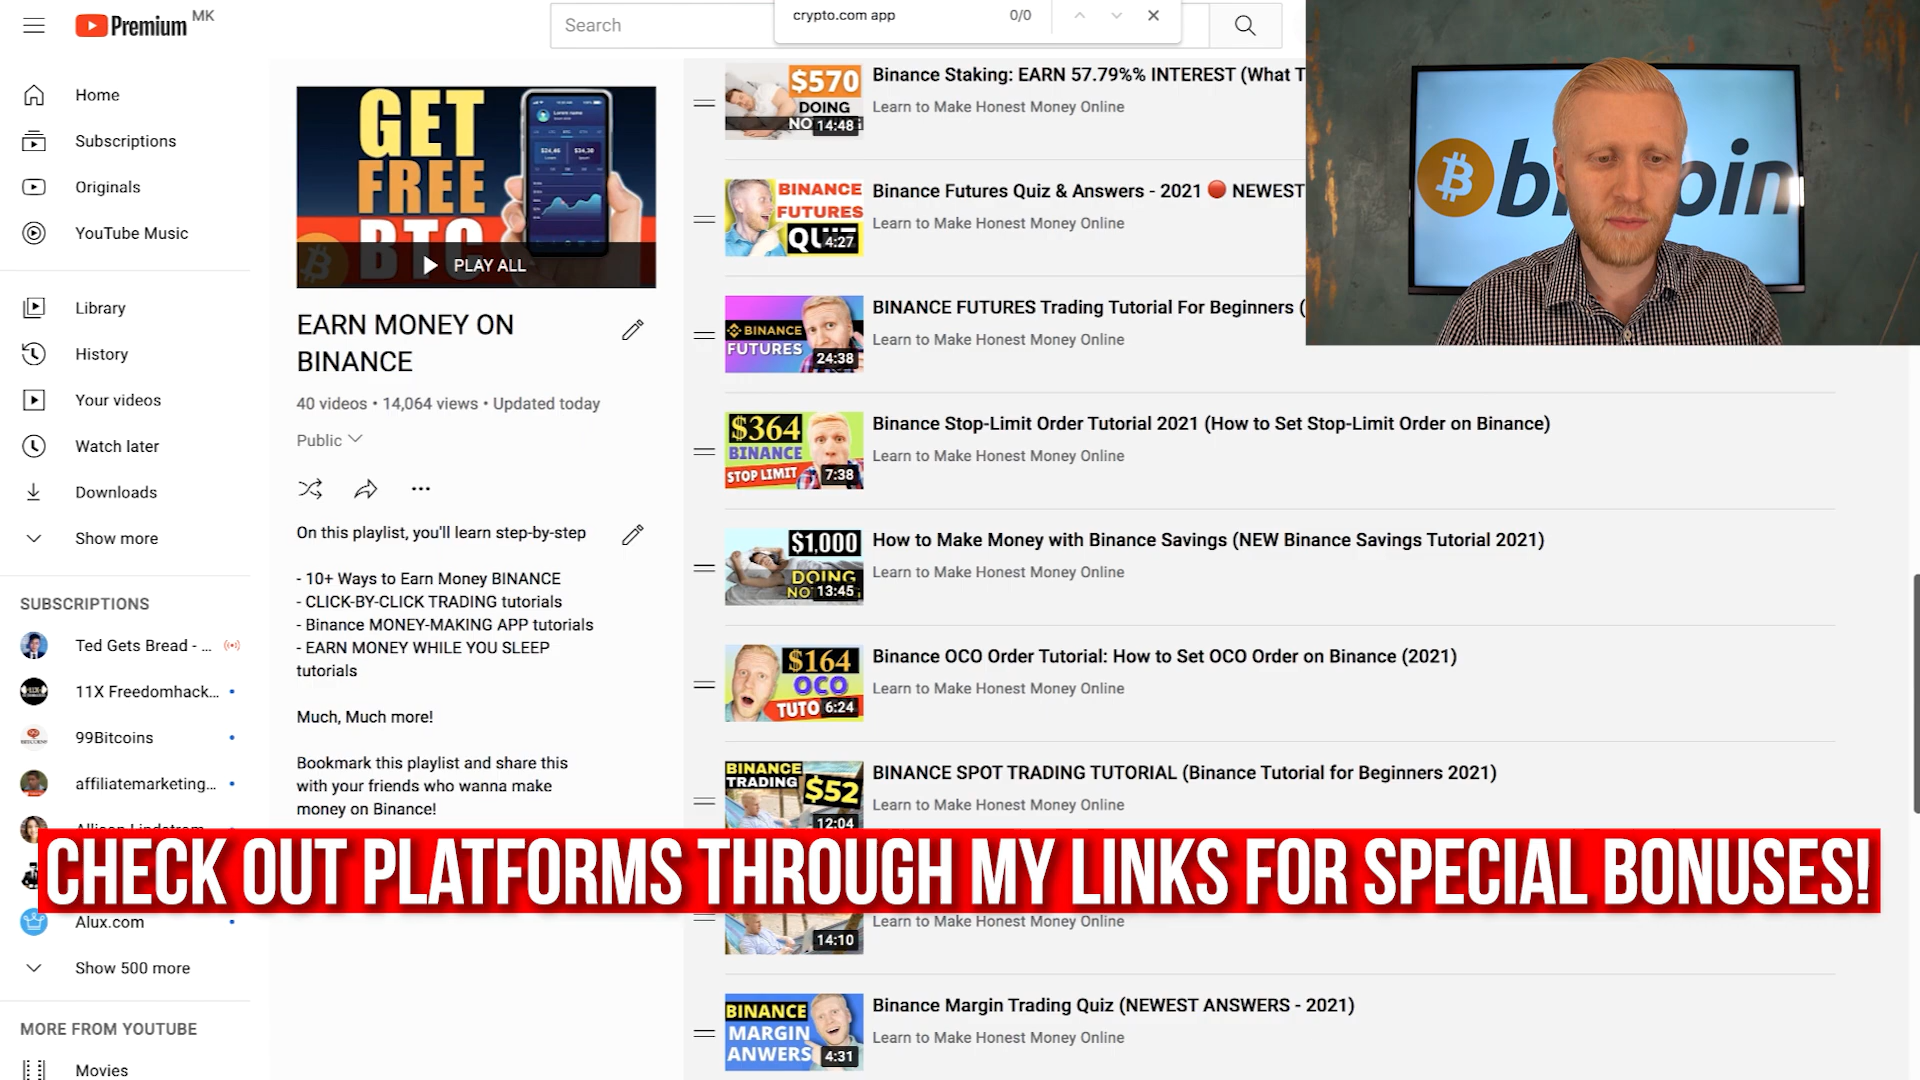 Premium MK
Search
crypto.com app 0/0
Home
Subscriptions
Originals
YouTube Music
Library
History
Your videos
Watch later
Downloads
Show more
SUBSCRIPTIONS
Ted Gets Bread - ...
11X Freedomhack...
99Bitcoins
affiliatemarketing...
Alux.com
Show 500 more
MORE FROM YOUTUBE
Movies
GET
FREE
BTC
PLAY ALL
EARN MONEY ON
BINANCE
40 videos • 14,064 views • Updated today
Public
On this playlist, you'll learn step-by-step
- 10+ Ways to Earn Money BINANCE
- CLICK-BY-CLICK TRADING tutorials
- Binance MONEY-MAKING APP tutorials
- EARN MONEY WHILE YOU SLEEP
tutorials
Much, Much more!
Bookmark this playlist and share this
with your friends who wanna make
money on Binance!
$570
DOING
NO 14:48
Binance Staking: EARN 57.79%% INTEREST (What T
Learn to Make Honest Money Online
BINANCE
FUTURES
QUIZ 4:27
Binance Futures Quiz & Answers - 2021 🔴 NEWEST
Learn to Make Honest Money Online
BINANCE
FUTURES
24:38
BINANCE FUTURES Trading Tutorial For Beginners (
Learn to Make Honest Money Online
$364
BINANCE
STOP LIMIT 7:38
Binance Stop-Limit Order Tutorial 2021 (How to Set Stop-Limit Order on Binance)
Learn to Make Honest Money Online
$1,000
DOING
NO 13:45
How to Make Money with Binance Savings (NEW Binance Savings Tutorial 2021)
Learn to Make Honest Money Online
$164
OCO
TUTO 6:24
Binance OCO Order Tutorial: How to Set OCO Order on Binance (2021)
Learn to Make Honest Money Online
BINANCE
TRADING
$52
12:04
BINANCE SPOT TRADING TUTORIAL (Binance Tutorial for Beginners 2021)
Learn to Make Honest Money Online
CHECK OUT PLATFORMS THROUGH MY LINKS FOR SPECIAL BONUSES!
14:10
Learn to Make Honest Money Online
BINANCE
MARGIN
ANWERS 4:31
Binance Margin Trading Quiz (NEWEST ANSWERS - 2021)
Learn to Make Honest Money Online